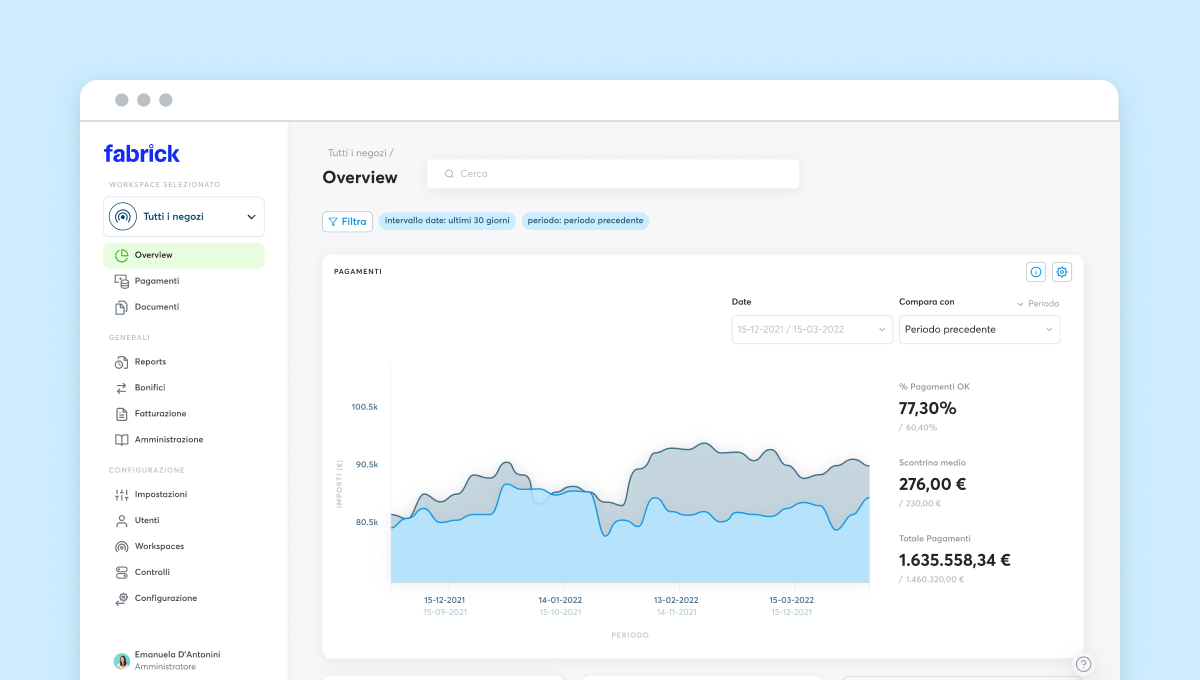 fabrick
WORKSPACE SELEZIONATO
Tutti i negozi
Overview
Pagamenti
Documenti
GENERALI
Reports
Bonifici
Fatturazione
Amministrazione
CONFIGURAZIONE
Impostazioni
Utenti
Workspaces
Controlli
Configurazione
Emanuela D'Antonini
Amministratore
Tutti i negozi /
Overview
Cerca
Filtra
intervallo date: ultimi 30 giorni
periodo: periodo precedente
PAGAMENTI
Date
15-12-2021 / 15-03-2022
Compara con
Periodo
Periodo precedente
IMPORTI (€)
100.5k
90.5k
80.5k
15-12-2021 14-01-2022 13-02-2022 15-03-2022
15-09-2021 15-10-2021 14-11-2021 15-12-2021
PERIODO
% Pagamenti OK
77,30%
/ 60,40%
Scontrino medio
276,00 €
/ 230,00 €
Totale Pagamenti
1.635.558,34 €
/ 1.460.320,00 €
?